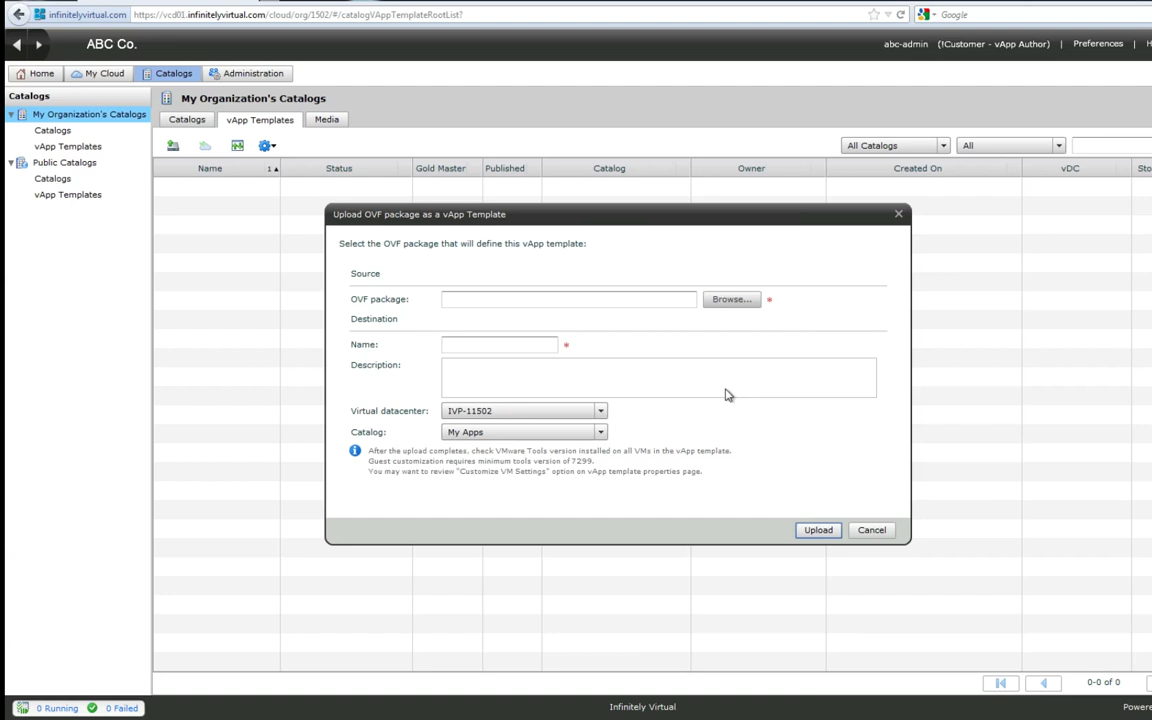 infinitelyvirtual.com https://vcd01.infinitelyvirtual.com/cloud/org/1502/#/catalogVAppTemplateRootList? Google
ABC Co. abc-admin (!Customer - vApp Author) | Preferences | H
Home My Cloud Catalogs Administration
Catalogs
My Organization's Catalogs
Catalogs
vApp Templates
Public Catalogs
Catalogs
vApp Templates
My Organization's Catalogs
Catalogs vApp Templates Media
All Catalogs All
Name 1 Status Gold Master Published Catalog Owner Created On vDC Sto
Upload OVF package as a vApp Template
Select the OVF package that will define this vApp template:
Source
OVF package: Browse... *
Destination
Name: *
Description:
Virtual datacenter: IVP-11502
Catalog: My Apps
After the upload completes, check VMware Tools version installed on all VMs in the vApp template.
Guest customization requires minimum tools version of 7299.
You may want to review "Customize VM Settings" option on vApp template properties page.
Upload Cancel
0-0 of 0
0 Running 0 Failed Infinitely Virtual Powere